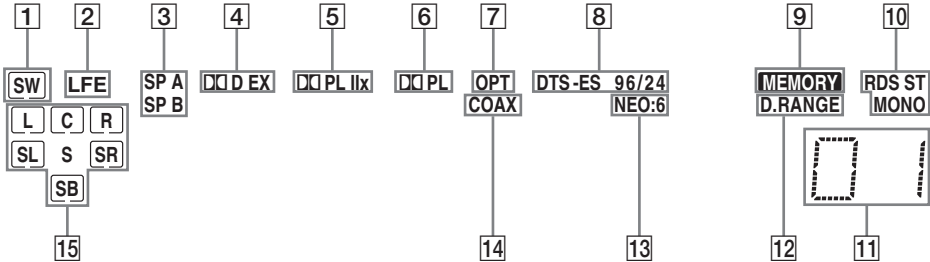 1 2 3 4 5 6 7 8 9 10
SW LFE SP A DD D EX DD PL IIx DD PL OPT DTS-ES 96/24 MEMORY RDS ST
SP B COAX NEO:6 D.RANGE MONO
L C R
SL S SR
SB
01
15 14 13 12 11